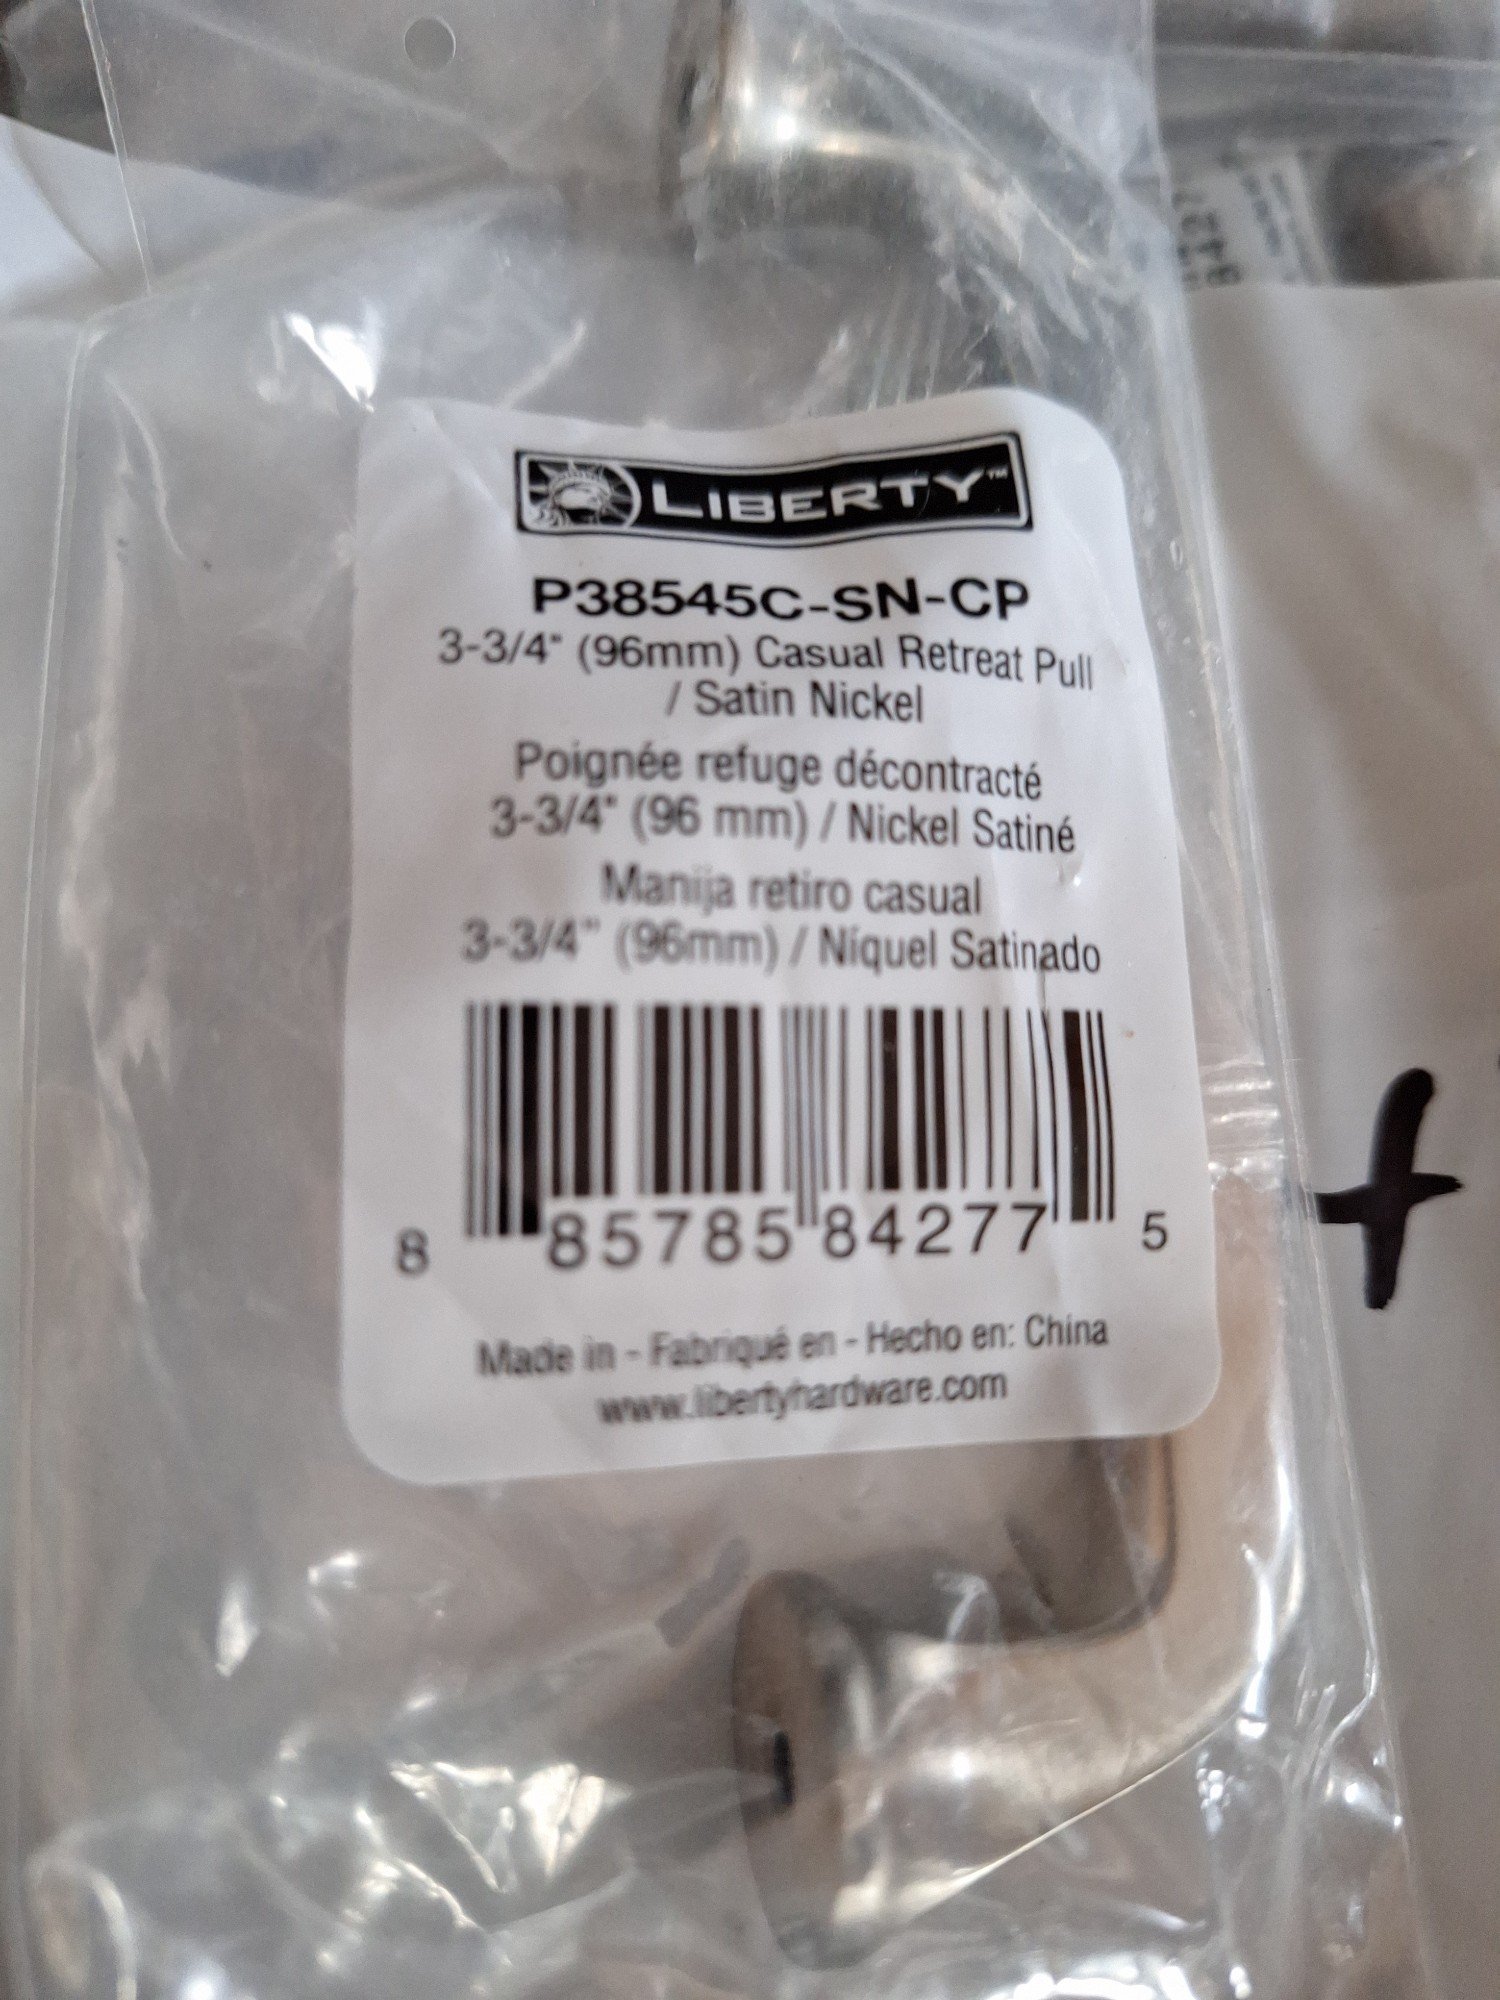 LIBERTY™
P38545C-SN-CP
3-3/4" (96mm) Casual Retreat Pull
/ Satin Nickel
Poignée refuge décontracté
3-3/4" (96 mm) / Nickel Satiné
Manija retiro casual
3-3/4" (96mm) / Níquel Satinado
8 85785 84277 5
Made in - Fabriqué en - Hecho en: China
www.libertyhardware.com